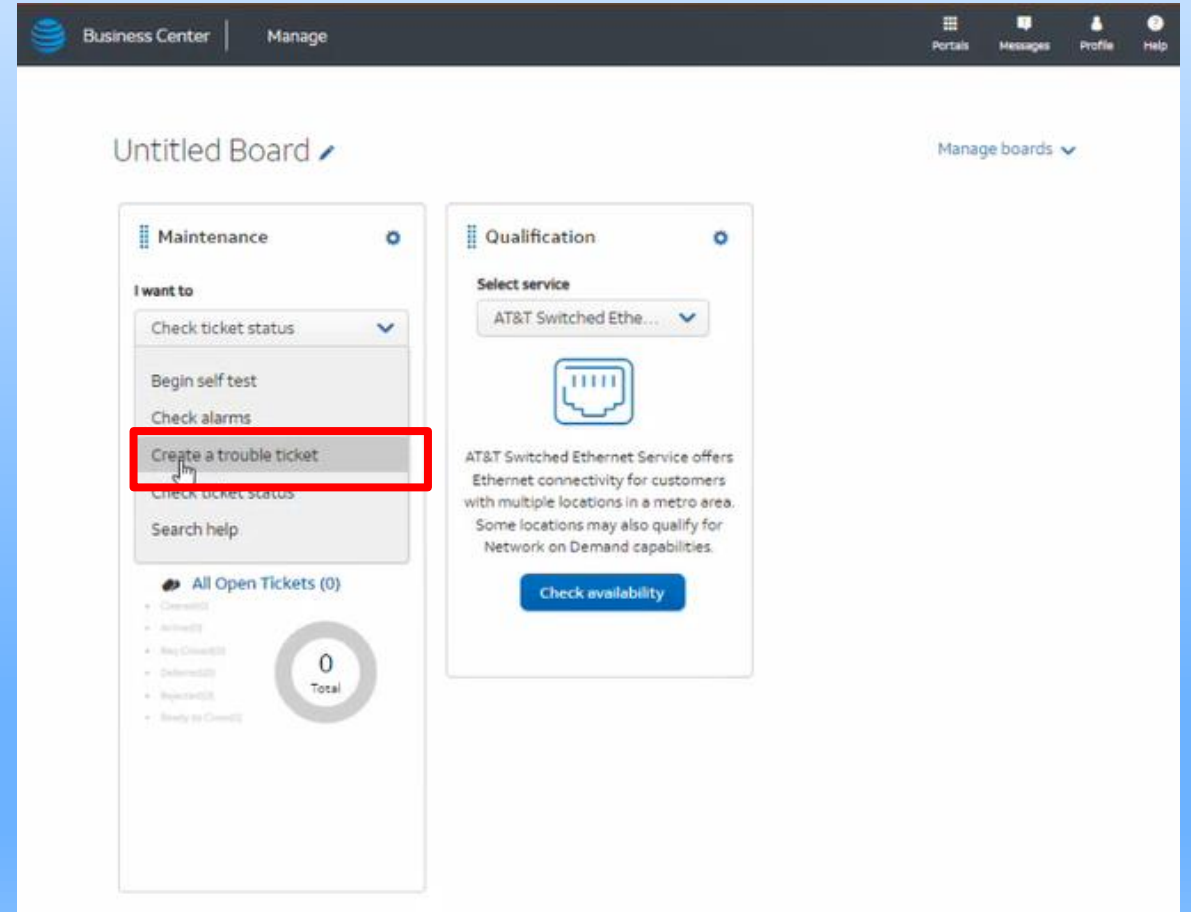 Business Center
Manage
Portals
Messages
Profile
Help
Untitled Board
Manage boards
Maintenance
I want to
Check ticket status
Begin self test
Check alarms
Create a trouble ticket
Check ticket status
Search help
All Open Tickets (0)
0
Total
Qualification
Select service
AT&T Switched Ethe...
AT&T Switched Ethernet Service offers
Ethernet connectivity for customers
with multiple locations in a metro area.
Some locations may also qualify for
Network on Demand capabilities.
Check availability